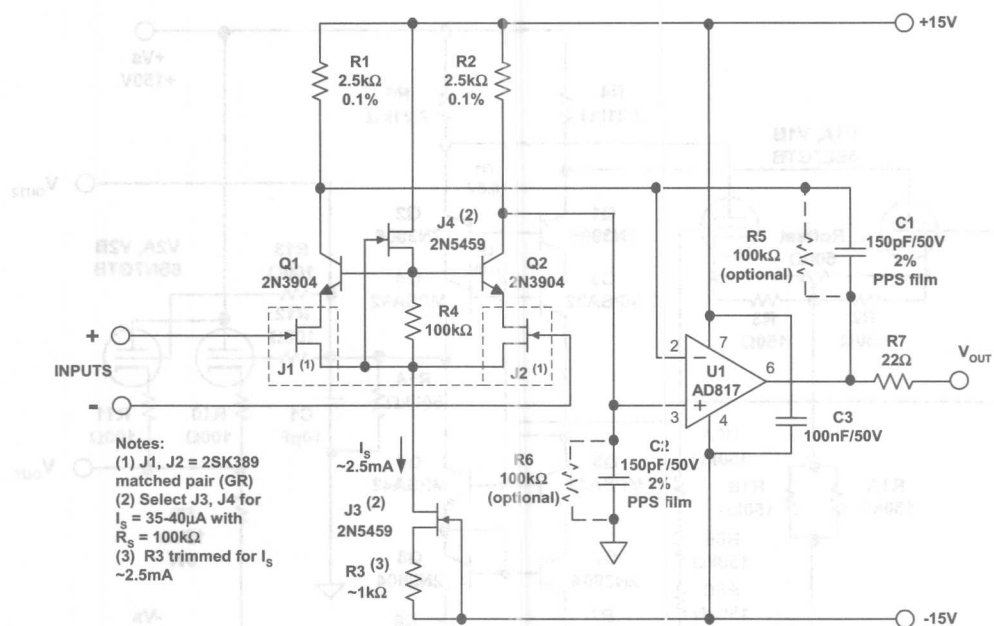 +15V
R1
2.5kΩ
0.1%
R2
2.5kΩ
0.1%
J4 (2)
2N5459
Q1
2N3904
Q2
2N3904
R4
100kΩ
R5
100kΩ
(optional)
C1
150pF/50V
2%
PPS film
+
INPUTS
-
J1 (1)
J2 (1)
2
7
U1
AD817
6
3
4
−
+
R7
22Ω
VOUT
C3
100nF/50V
IS
~2.5mA
R6
100kΩ
(optional)
C2
150pF/50V
2%
PPS film
J3 (2)
2N5459
R3 (3)
~1kΩ
Notes:
(1) J1, J2 = 2SK389
matched pair (GR)
(2) Select J3, J4 for
IS = 35-40μA with
RS = 100kΩ
(3) R3 trimmed for IS
~2.5mA
-15V